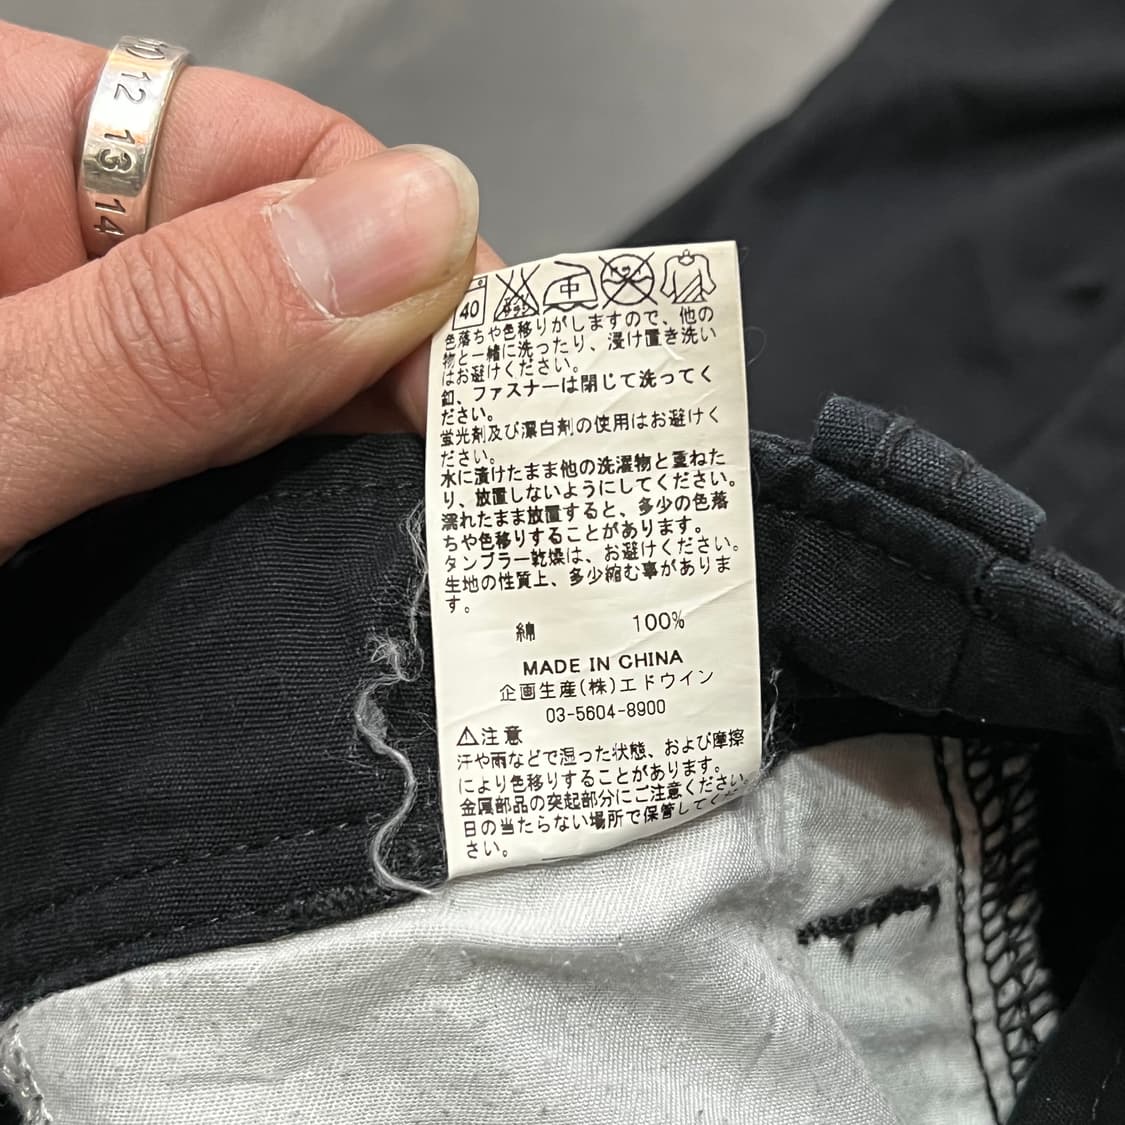 12
13
14
40
中
色落ちや色移りがしますので、他の
物と一緒に洗ったり、浸け置き洗い
はお避けください。
釦、ファスナーは閉じて洗ってく
ださい。
蛍光剤及び漂白剤の使用はお避けく
ださい。
水に漬けたまま他の洗濯物と重ねた
り、放置しないようにしてください。
濡れたまま放置すると、多少の色落
ちや色移りすることがあります。
タンブラー乾燥は、お避けください。
生地の性質上、多少縮む事がありま
す。
綿 100%
MADE IN CHINA
企画生産(株)エドウイン
03-5604-8900
⚠注意
汗や雨などで湿った状態、および摩擦
により色移りすることがあります。
金属部品の突起部分にご注意ください。
日の当たらない場所で保管してくだ
さい。